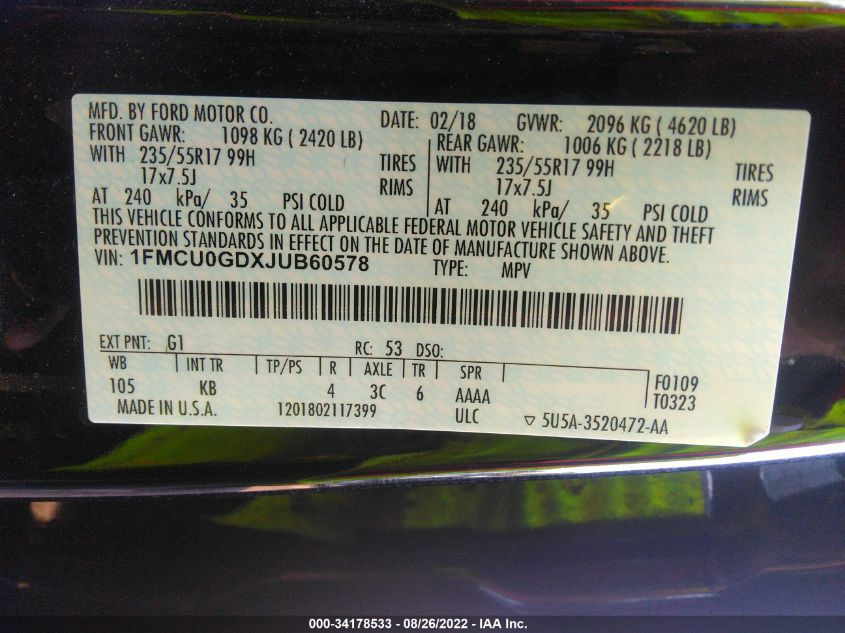 MFD. BY FORD MOTOR CO. DATE: 02/18 GVWR: 2096 KG ( 4620 LB)
FRONT GAWR: 1098 KG ( 2420 LB) REAR GAWR: 1006 KG ( 2218 LB)
WITH 235/55R17 99H TIRES WITH 235/55R17 99H TIRES
17x7.5J RIMS 17x7.5J RIMS
AT 240 kPa/ 35 PSI COLD AT 240 kPa/ 35 PSI COLD
THIS VEHICLE CONFORMS TO ALL APPLICABLE FEDERAL MOTOR VEHICLE SAFETY AND THEFT
PREVENTION STANDARDS IN EFFECT ON THE DATE OF MANUFACTURE SHOWN ABOVE.
VIN: 1FMCU0GDXJUB60578 TYPE: MPV
EXT PNT: G1 RC: 53 DSO:
WB INT TR TP/PS R AXLE TR SPR
105 KB 4 3C 6 AAAA F0109
T0323
MADE IN U.S.A. 1201802117399 ULC ▽ 5U5A-3520472-AA
000-34178533 - 08/26/2022 - IAA Inc.